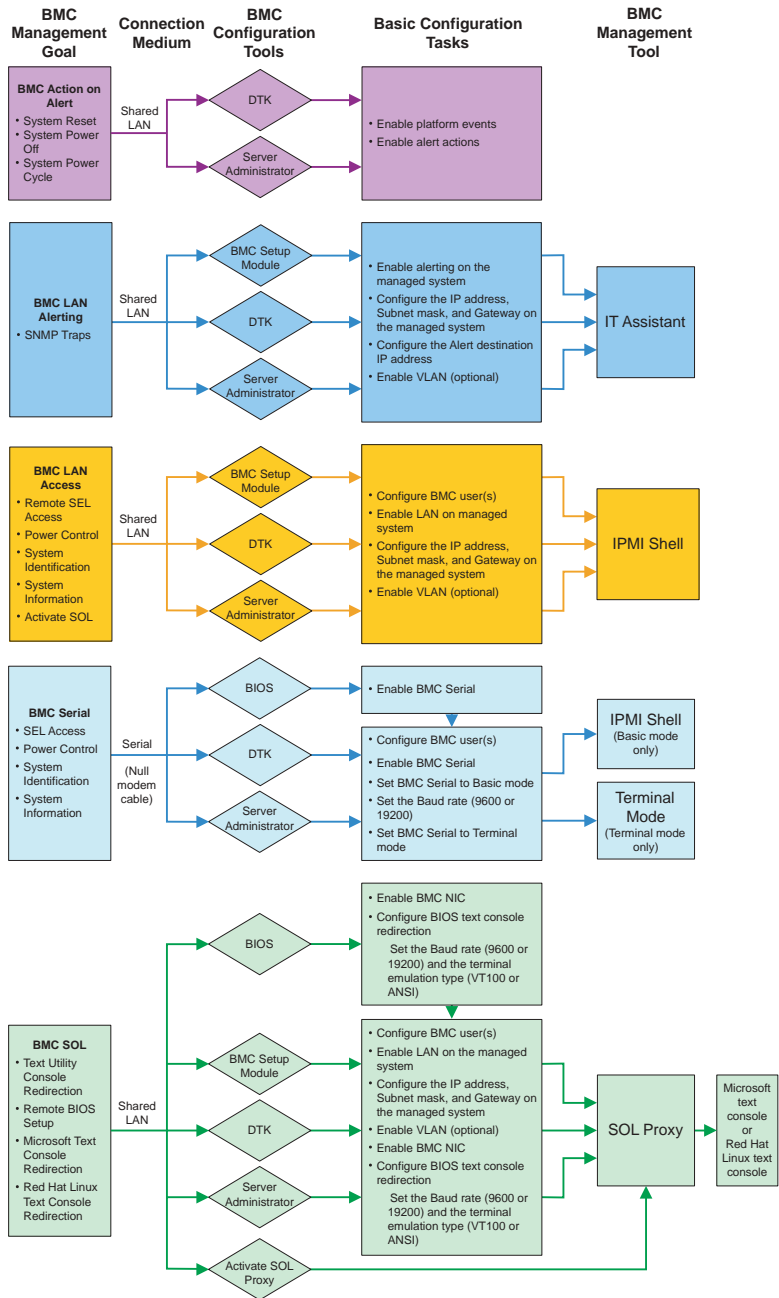 BMC
Management
Goal
Connection
Medium
BMC
Configuration
Tools
Basic Configuration
Tasks
BMC
Management
Tool
BMC Action on
Alert
• System Reset
• System Power
Off
• System Power
Cycle
Shared
LAN
DTK
Server
Administrator
• Enable platform events
• Enable alert actions
BMC LAN
Alerting
• SNMP Traps
Shared
LAN
BMC Setup
Module
DTK
Server
Administrator
• Enable alerting on the
managed system
• Configure the IP address,
Subnet mask, and Gateway on
the managed system
• Configure the Alert destination
IP address
• Enable VLAN (optional)
IT Assistant
BMC LAN
Access
• Remote SEL
Access
• Power Control
• System
Identification
• System
Information
• Activate SOL
Shared
LAN
BMC Setup
Module
DTK
Server
Administrator
• Configure BMC user(s)
• Enable LAN on managed
system
• Configure the IP address,
Subnet mask, and Gateway on
the managed system
• Enable VLAN (optional)
IPMI Shell
BMC Serial
• SEL Access
• Power Control
• System
Identification
• System
Information
Serial
(Null
modem
cable)
BIOS
DTK
Server
Administrator
• Enable BMC Serial
• Configure BMC user(s)
• Enable BMC Serial
• Set BMC Serial to Basic mode
• Set the Baud rate (9600 or
19200)
• Set BMC Serial to Terminal
mode
IPMI Shell
(Basic mode
only)
Terminal
Mode
(Terminal mode
only)
BMC SOL
• Text Utility
Console
Redirection
• Remote BIOS
Setup
• Microsoft Text
Console
Redirection
• Red Hat Linux
Text Console
Redirection
Shared
LAN
BIOS
BMC Setup
Module
DTK
Server
Administrator
Activate SOL
Proxy
• Enable BMC NIC
• Configure BIOS text console
redirection
Set the Baud rate (9600 or
19200) and the terminal
emulation type (VT100 or
ANSI)
• Configure BMC user(s)
• Enable LAN on the managed
system
• Configure the IP address,
Subnet mask, and Gateway on
the managed system
• Enable VLAN (optional)
• Enable BMC NIC
• Configure BIOS text console
redirection
Set the Baud rate (9600 or
19200) and the terminal
emulation type (VT100 or
ANSI)
SOL Proxy
Microsoft
text
console
or
Red Hat
Linux text
console